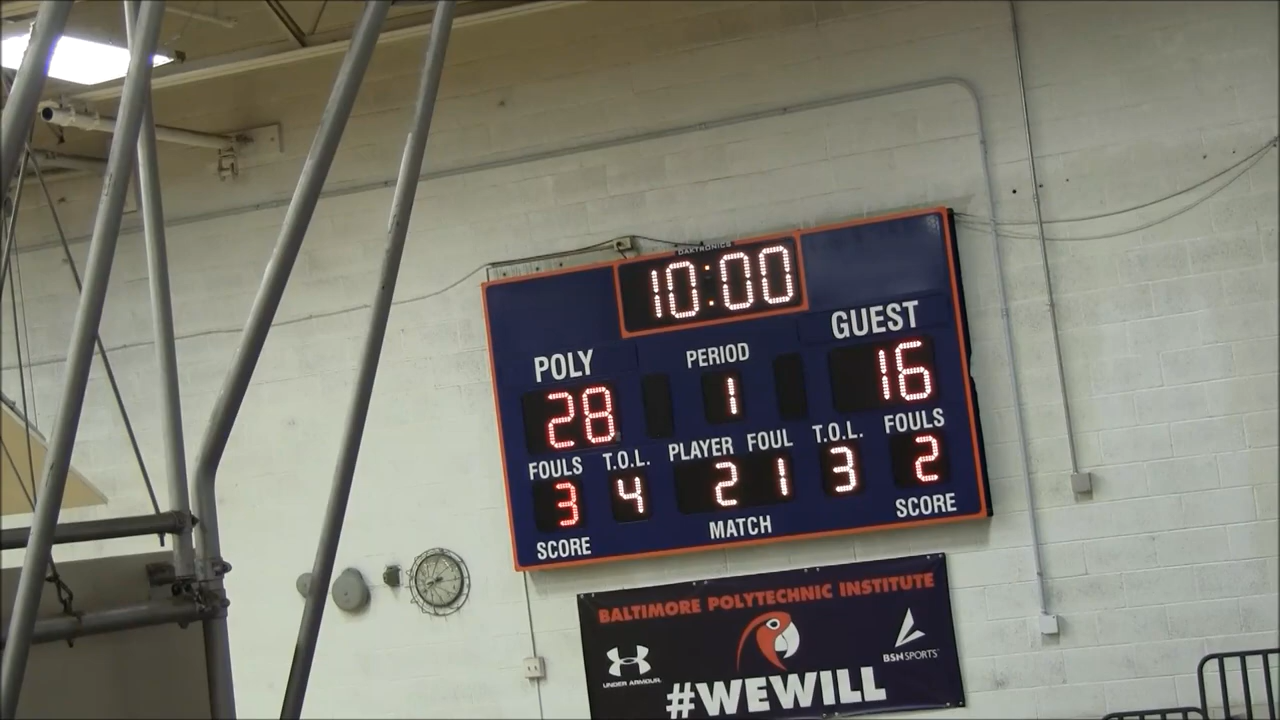 DAKTRONICS
10:00
POLY PERIOD GUEST
28 1 16
FOULS T.O.L. PLAYER FOUL T.O.L. FOULS
3 4 2 1 3 2
SCORE MATCH SCORE
BALTIMORE POLYTECHNIC INSTITUTE
UNDER ARMOUR
BSN SPORTS
#WEWILL